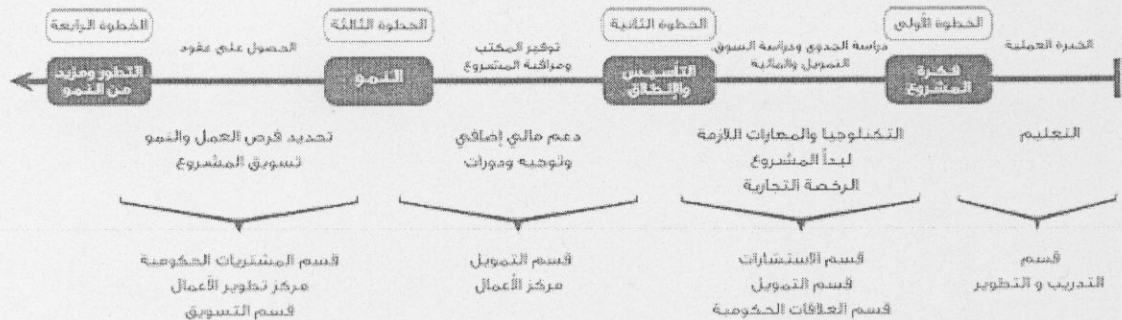 الخطوة الأولى
الخطوة الثانية
الخطوة الثالثة
الخطوة الرابعة
الخبرة العملية
دراسة الجدوى ودراسة السوق،
التمويل والمالية
توفير المكتب
ومراقبة المشروع
الحصول على عقود
فكرة
المشروع
التأسيس
والإنطلاق
النمو
التطور ومزيد
من النمو
التعليم
التكنلوجيا والمهارات اللازمة
لبدأ المشروع
الرخصة التجارية
دعم مالي إضافي
وتوجيه ودورات
تحديد فرص العمل والنمو
تسويق المشروع
قسم
التدريب و التطوير
قسم الاستشارات
قسم التمويل
قسم العلاقات الحكومية
قسم التمويل
مركز الأعمال
قسم المشتريات الحكومية
مركز تطوير الأعمال
قسم التسويق